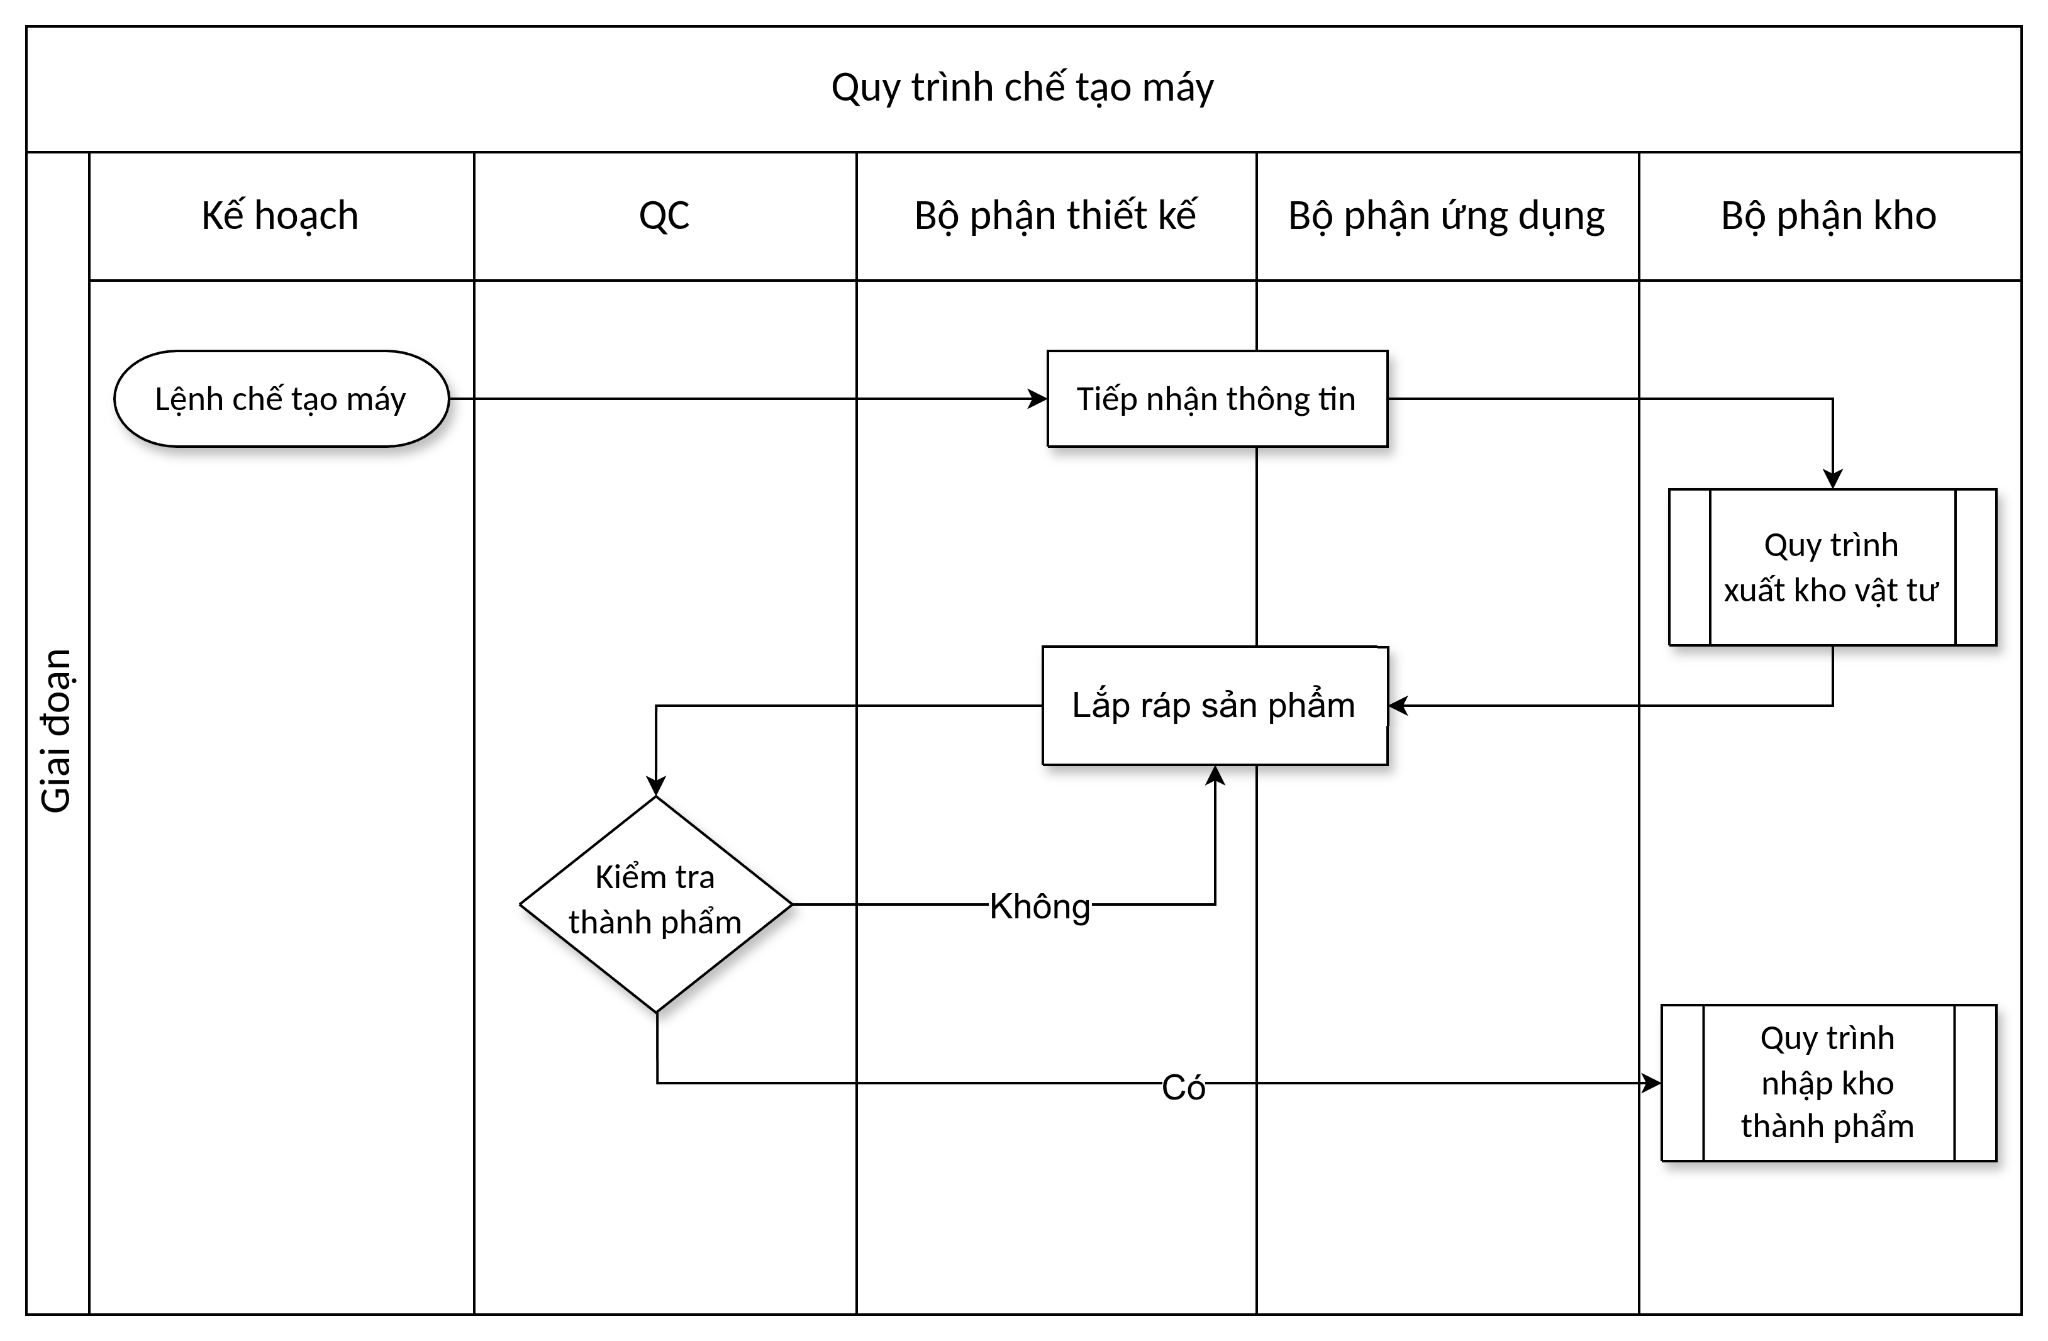 Quy trình chế tạo máy
Kế hoạch
QC
Bộ phận thiết kế
Bộ phận ứng dụng
Bộ phận kho
Giai đoạn
Lệnh chế tạo máy
Tiếp nhận thông tin
Quy trình
xuất kho vật tư
Lắp ráp sản phẩm
Kiểm tra
thành phẩm
Không
Có
Quy trình
nhập kho
thành phẩm